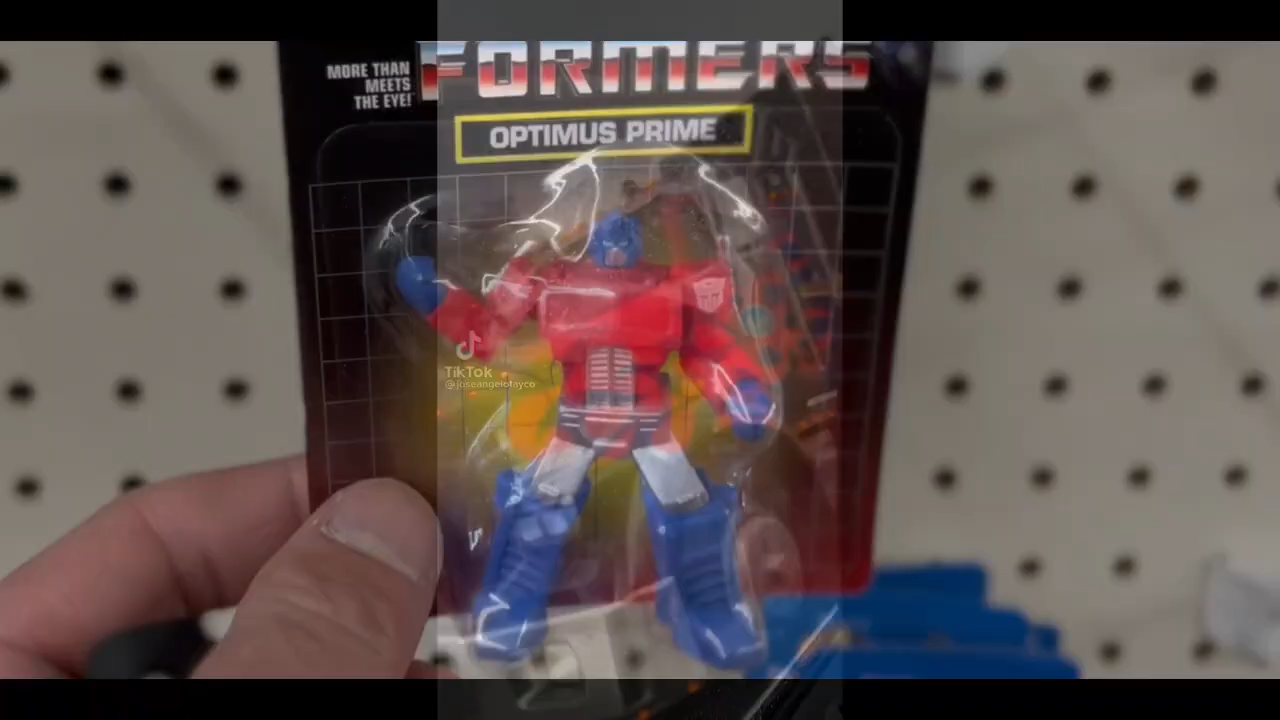 MORE THAN
MEETS
THE EYE!
FORMERS
OPTIMUS PRIME
TikTok